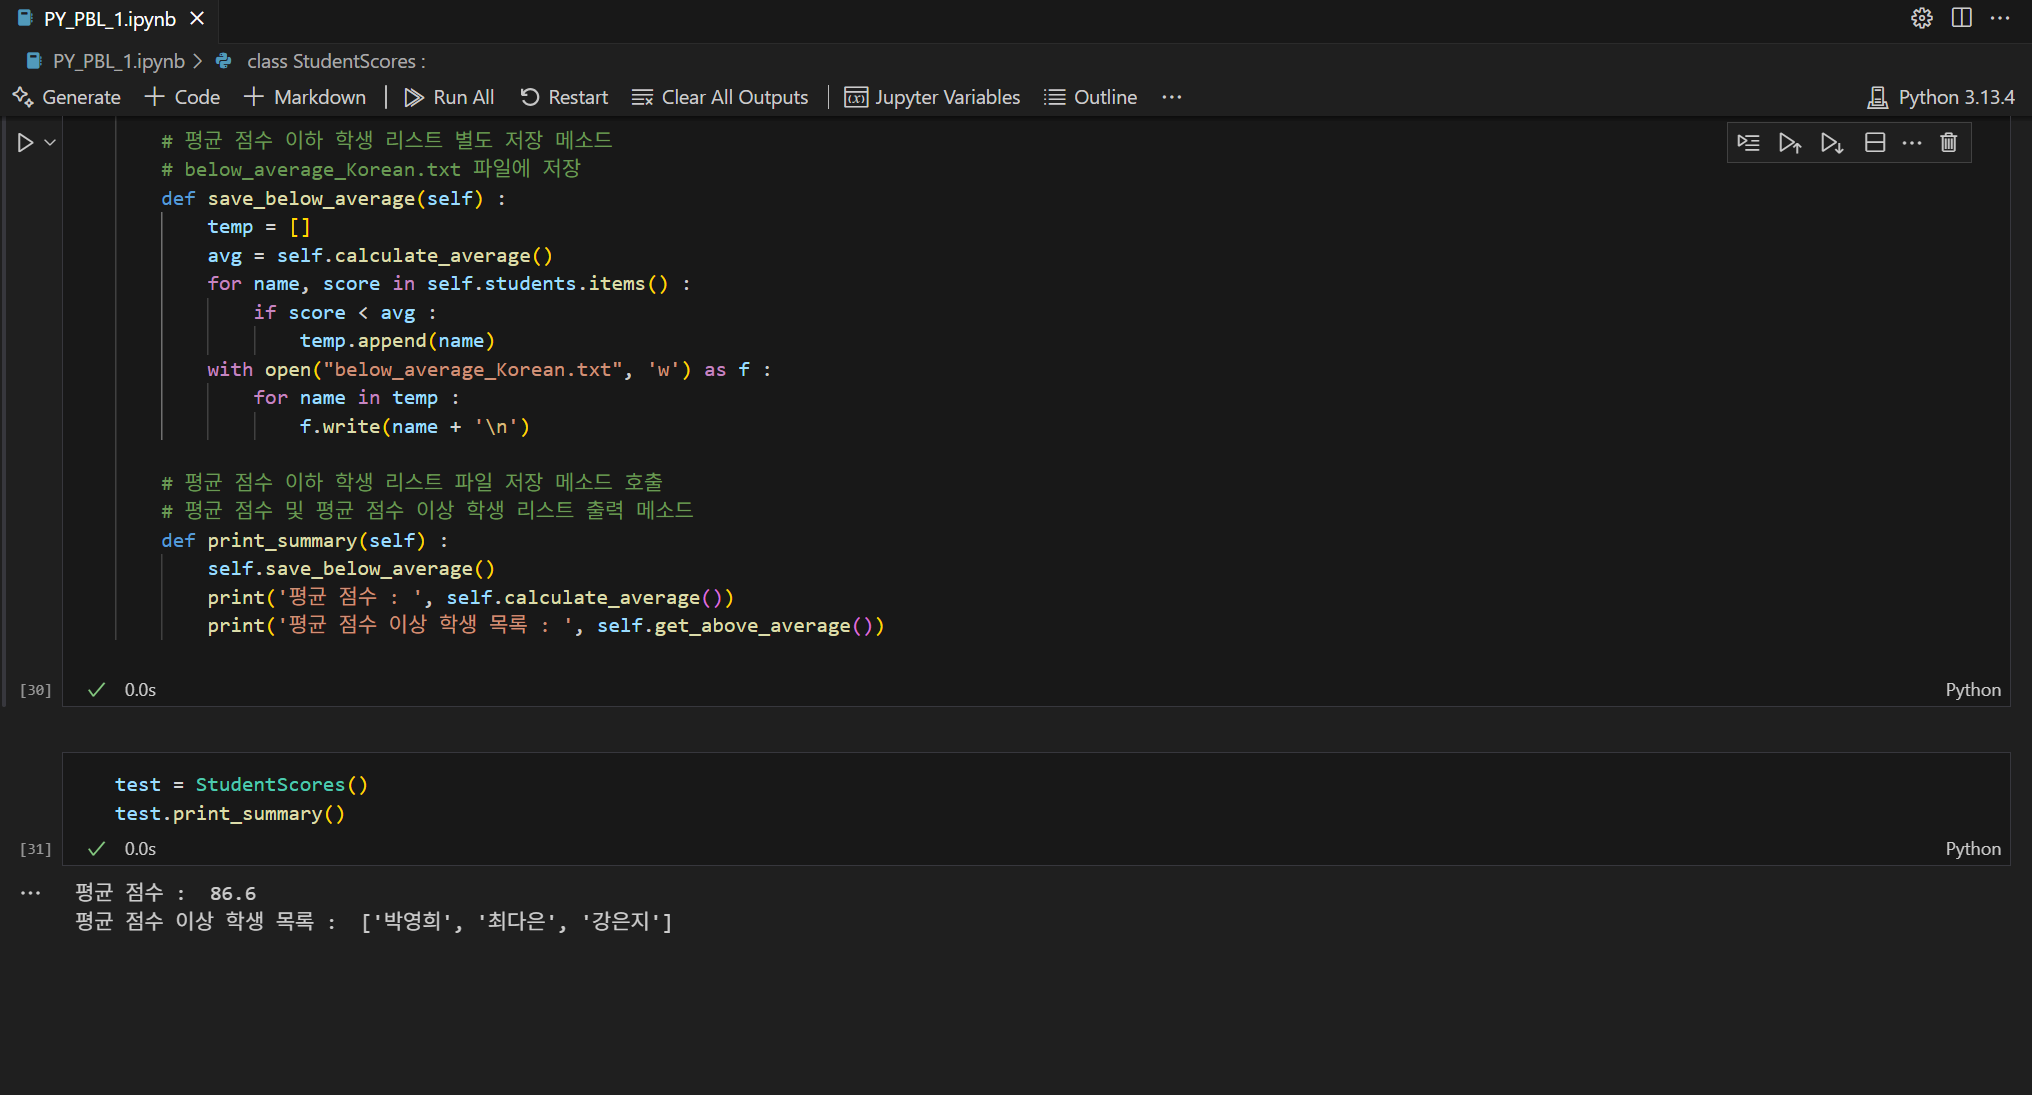 PY_PBL_1.ipynb
PY_PBL_1.ipynb > class StudentScores :
Generate + Code + Markdown | Run All Restart Clear All Outputs | Jupyter Variables Outline ... Python 3.13.4
# 평균 점수 이하 학생 리스트 별도 저장 메소드
# below_average_Korean.txt 파일에 저장
def save_below_average(self) :
temp = []
avg = self.calculate_average()
for name, score in self.students.items() :
if score < avg :
temp.append(name)
with open("below_average_Korean.txt", 'w') as f :
for name in temp :
f.write(name + '\n')
# 평균 점수 이하 학생 리스트 파일 저장 메소드 호출
# 평균 점수 및 평균 점수 이상 학생 리스트 출력 메소드
def print_summary(self) :
self.save_below_average()
print('평균 점수 : ', self.calculate_average())
print('평균 점수 이상 학생 목록 : ', self.get_above_average())
[30] 0.0s Python
test = StudentScores()
test.print_summary()
[31] 0.0s Python
... 평균 점수 :  86.6
평균 점수 이상 학생 목록 :  ['박영희', '최다은', '강은지']